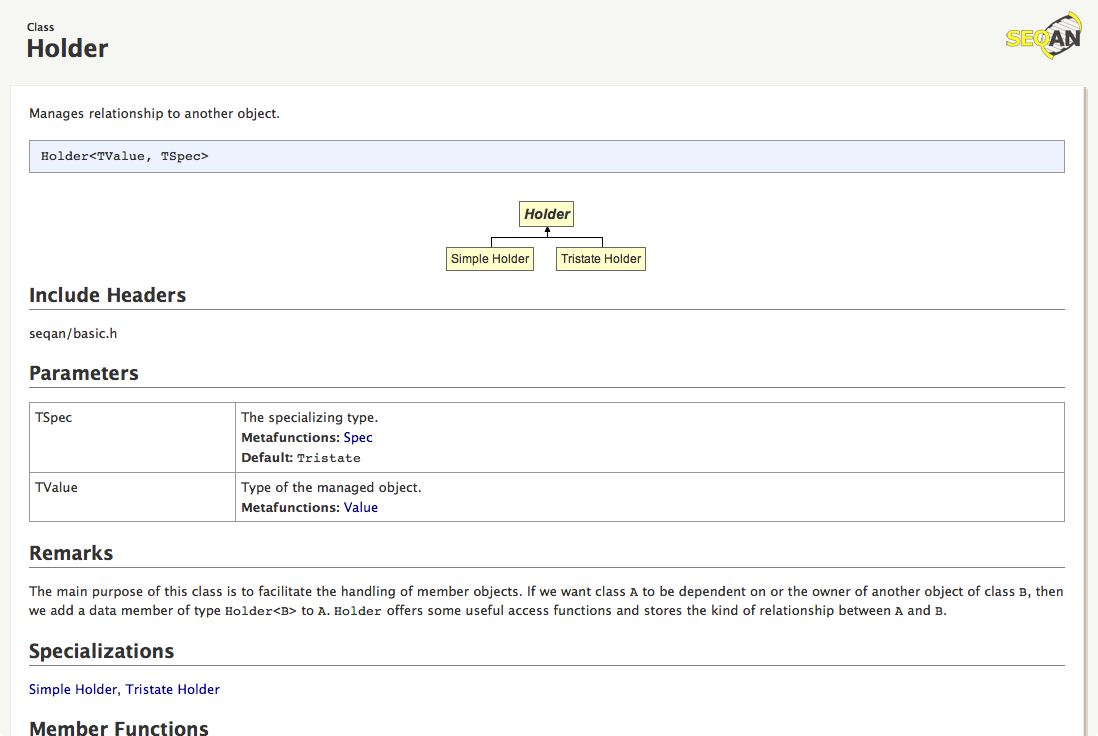 Class
Holder
SEQAN
Manages relationship to another object.
Holder<TValue, TSpec>
Holder
Simple Holder Tristate Holder
Include Headers
seqan/basic.h
Parameters
TSpec The specializing type.
Metafunctions: Spec
Default: Tristate
TValue Type of the managed object.
Metafunctions: Value
Remarks
The main purpose of this class is to facilitate the handling of member objects. If we want class A to be dependent on or the owner of another object of class B, then
we add a data member of type Holder<B> to A. Holder offers some useful access functions and stores the kind of relationship between A and B.
Specializations
Simple Holder, Tristate Holder
Member Functions